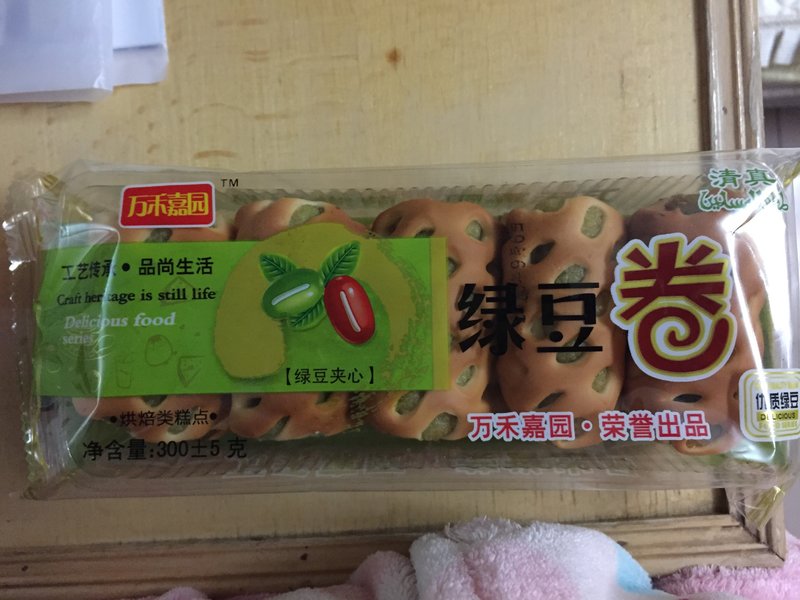 万禾嘉园
TM
清真
工艺传承·品尚生活
Craft heritage is still life
Delicious food
series
【绿豆夹心】
绿豆卷
·烘焙类糕点·
净含量:300±5克
万禾嘉园·荣誉出品
优质绿豆
DELICIOUS